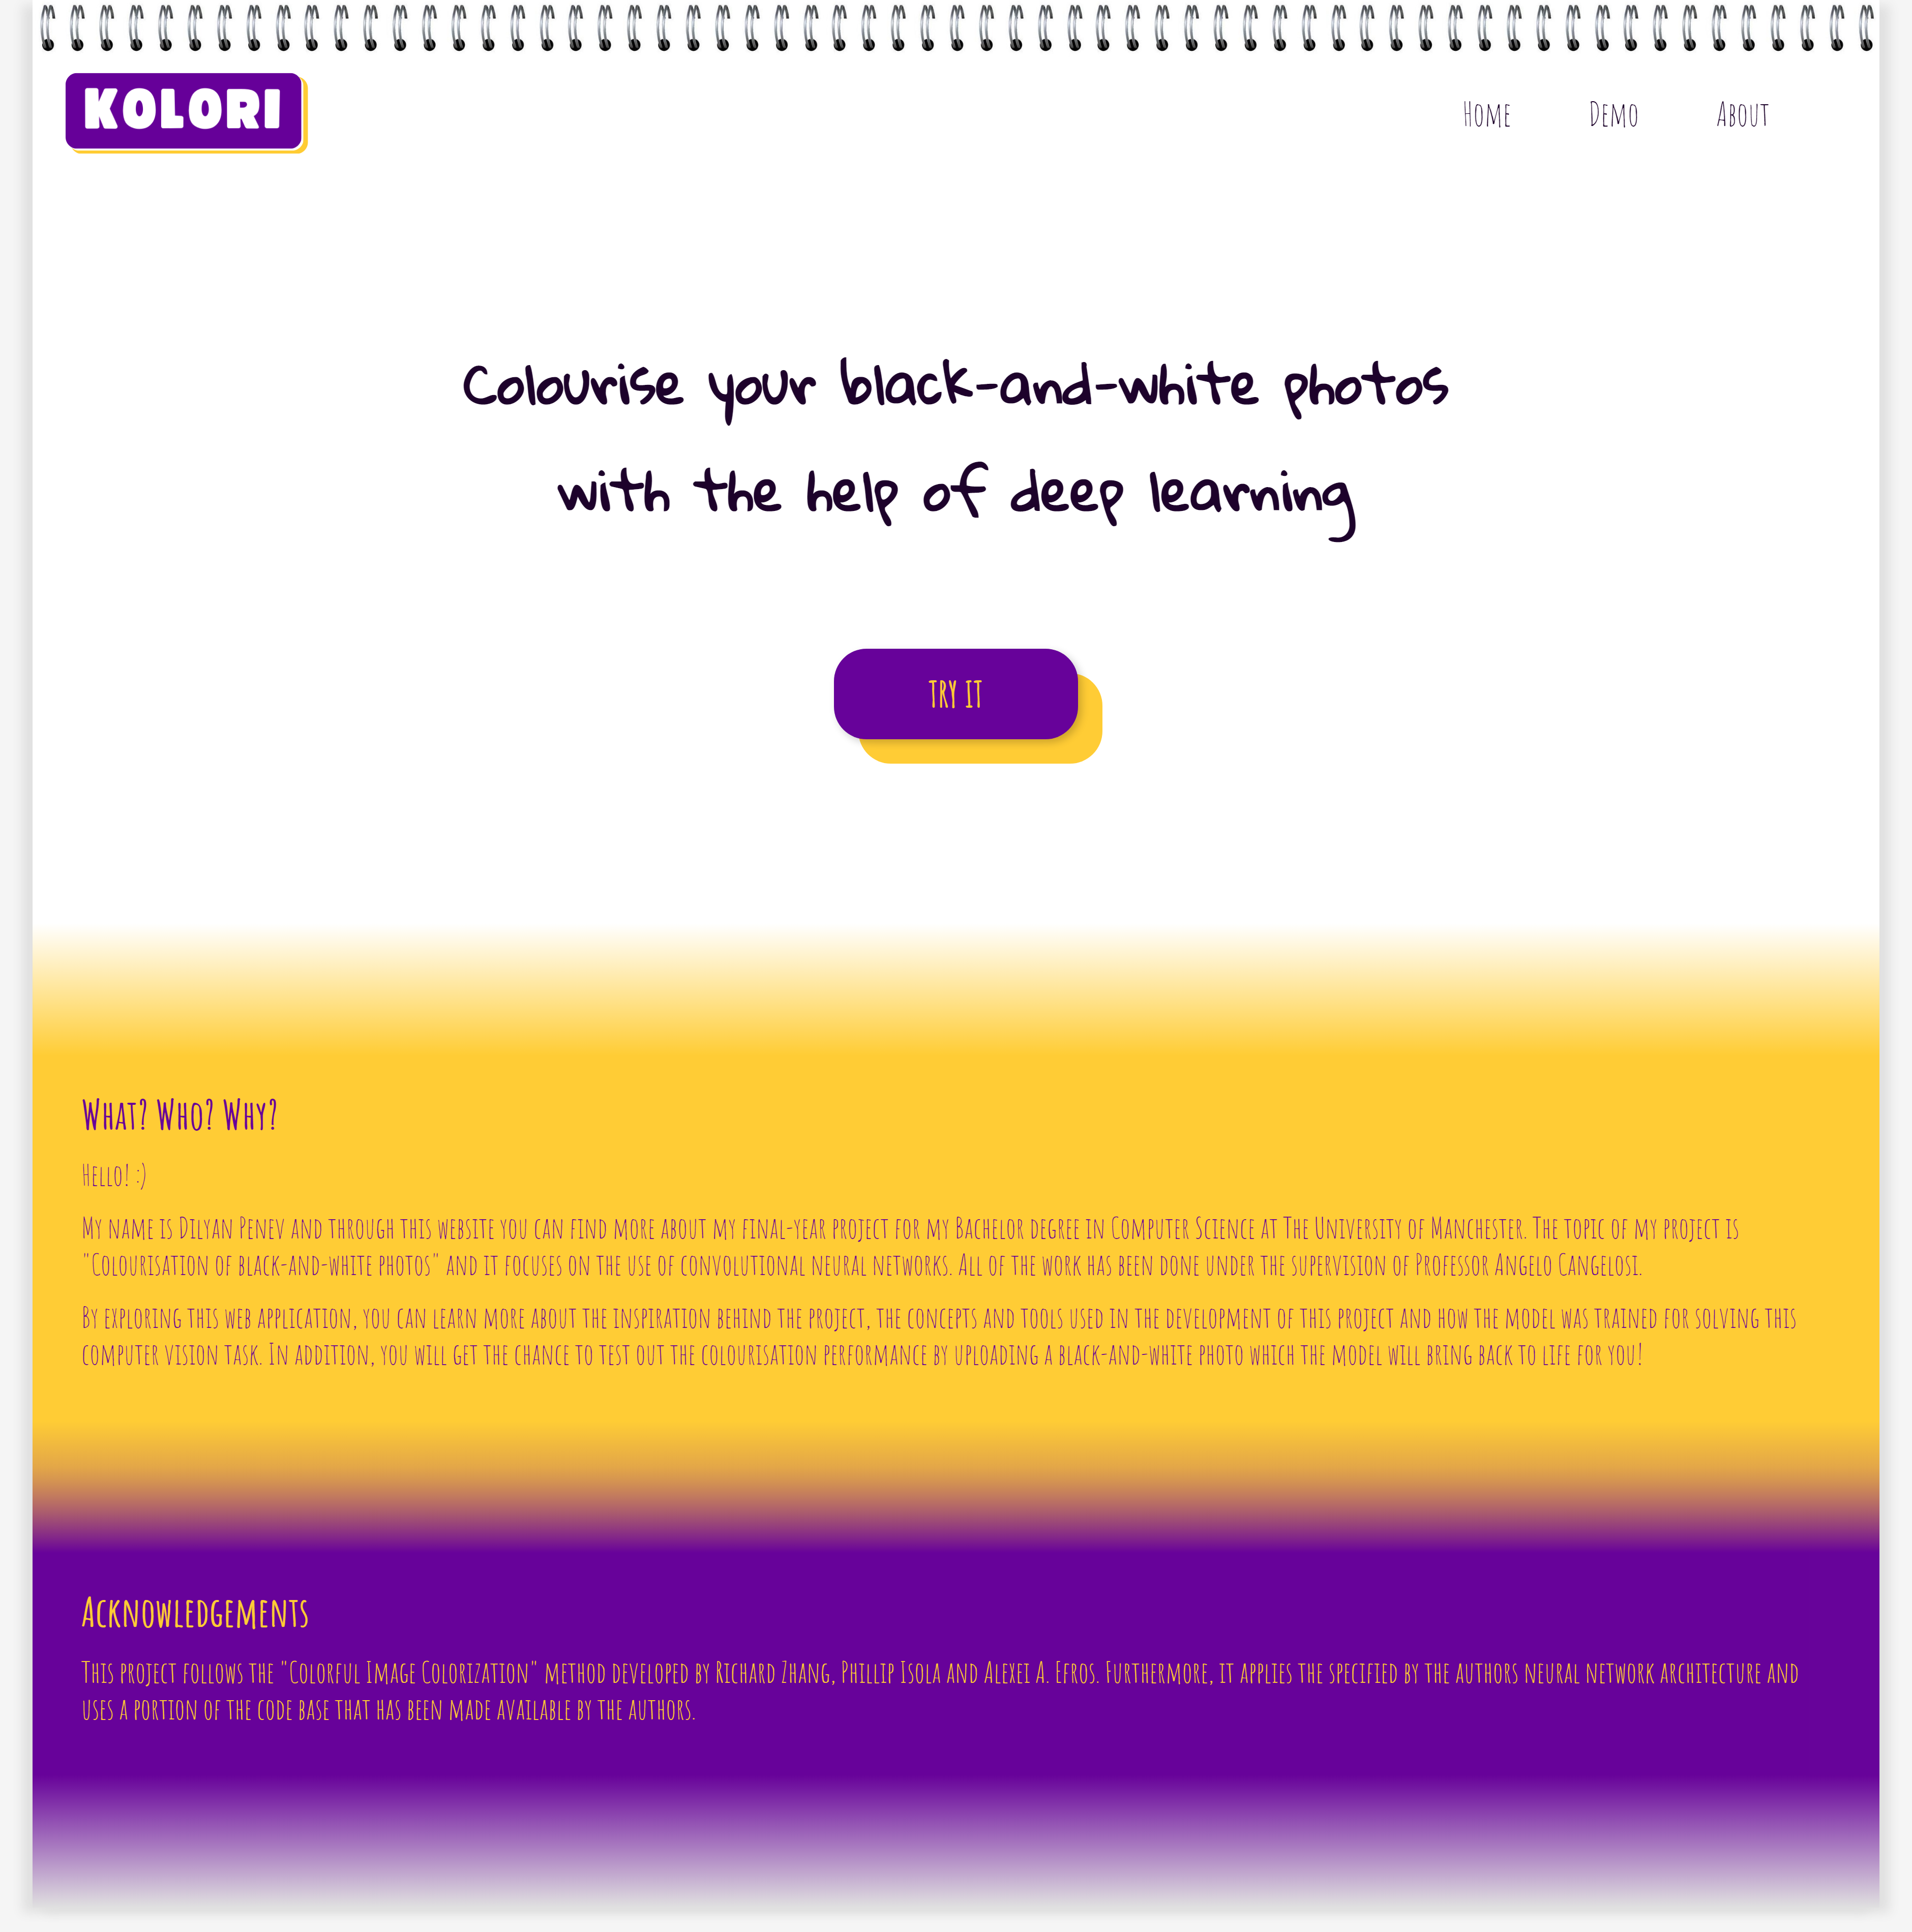 KOLORI
Home Demo About
Colourise your black-and-white photos
with the help of deep learning
TRY IT
What? Who? Why?
Hello! :)
My name is Dilyan Penev and through this website you can find more about my final-year project for my Bachelor degree in Computer Science at The University of Manchester. The topic of my project is
"Colourisation of black-and-white photos" and it focuses on the use of convolutional neural networks. All of the work has been done under the supervision of Professor Angelo Cangelosi.
By exploring this web application, you can learn more about the inspiration behind the project, the concepts and tools used in the development of this project and how the model was trained for solving this
computer vision task. In addition, you will get the chance to test out the colourisation performance by uploading a black-and-white photo which the model will bring back to life for you!
Acknowledgements
This project follows the "Colorful Image Colorization" method developed by Richard Zhang, Phillip Isola and Alexei A. Efros. Furthermore, it applies the specified by the authors neural network architecture and
uses a portion of the code base that has been made available by the authors.